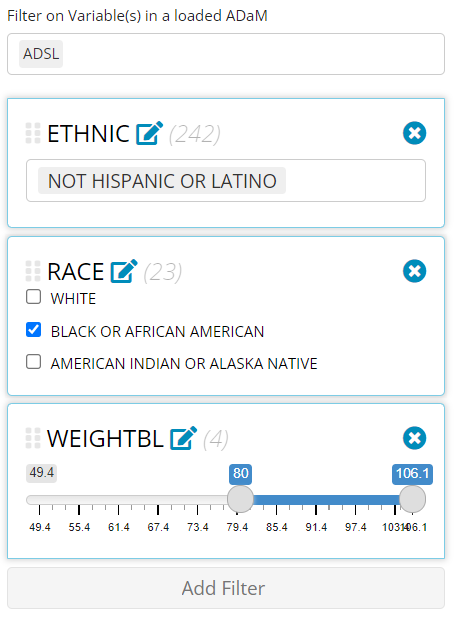 Filter on Variable(s) in a loaded ADaM
ADSL
ETHNIC (242)
NOT HISPANIC OR LATINO
RACE (23)
WHITE
BLACK OR AFRICAN AMERICAN
AMERICAN INDIAN OR ALASKA NATIVE
WEIGHTBL (4)
49.4 80 106.1
49.4 55.4 61.4 67.4 73.4 79.4 85.4 91.4 97.4 103.4 106.1
Add Filter